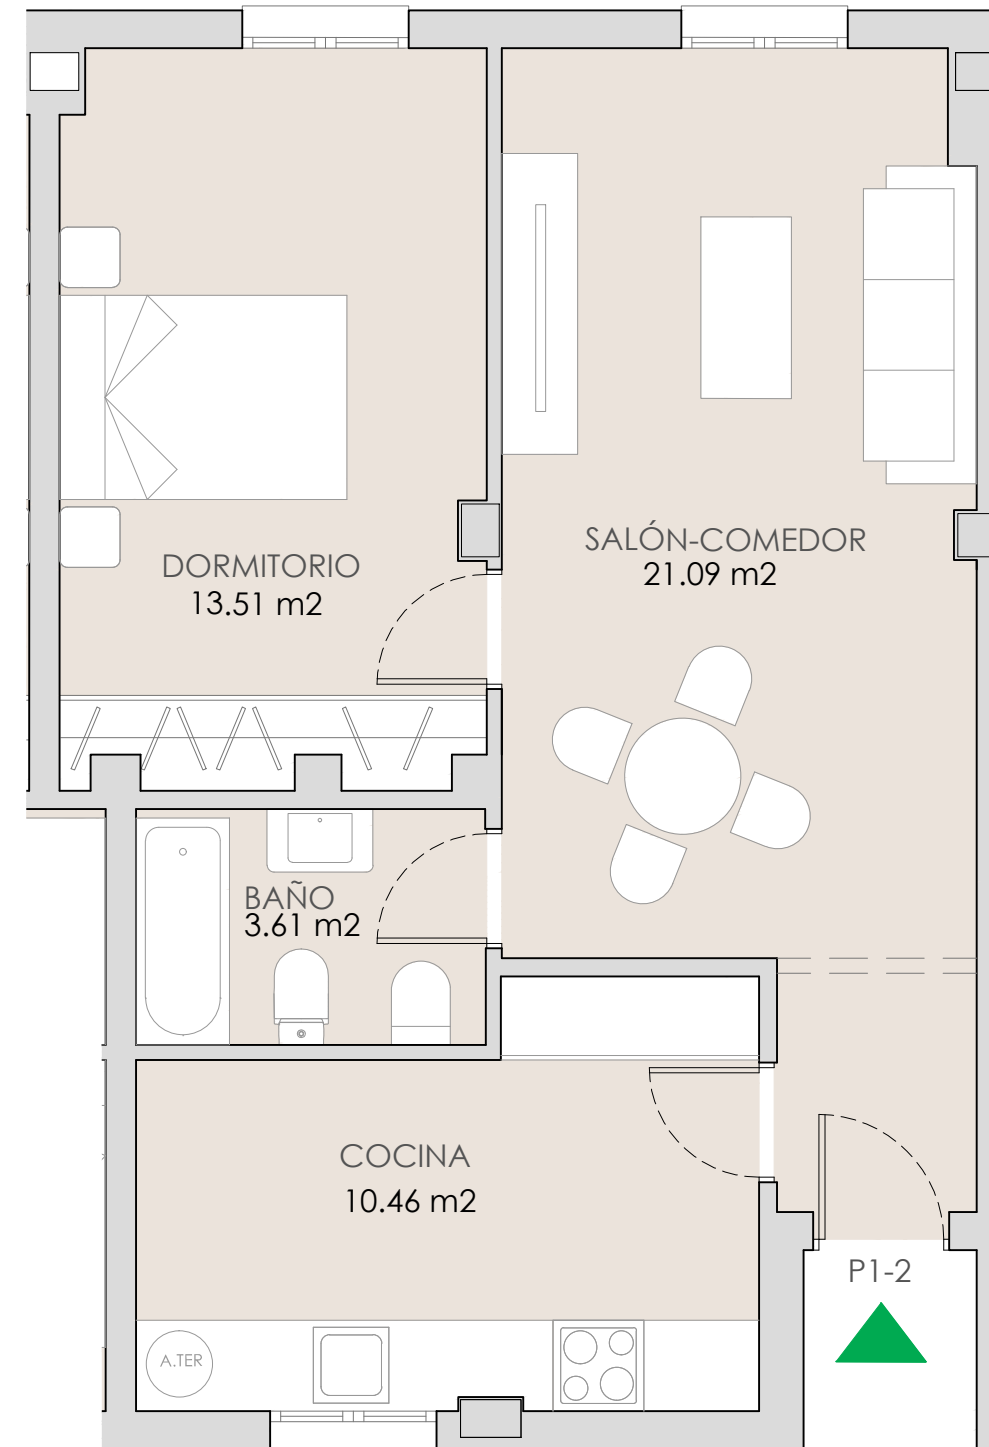 DORMITORIO
13.51 m2
SALÓN-COMEDOR
21.09 m2
BAÑO
3.61 m2
COCINA
10.46 m2
A.TER
P1-2